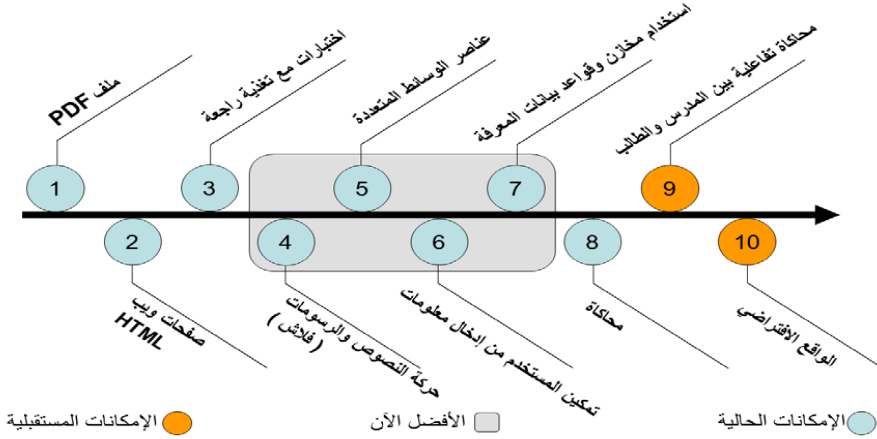 1
ملف PDF
2
صفحات ويب
HTML
3
اختبارات مع تغذية راجعة
4
حركة النصوص والرسومات
( فلاش )
5
عناصر الوسائط المتعددة
6
تمكين المستخدم من إدخال معلومات
7
استخدام مخازن وقواعد بيانات المعرفة
8
محاكاة
9
محاكاة تفاعلية بين المدرس والطالب
10
الواقع الافتراضي
الإمكانات الحالية
الأفضل الآن
الإمكانات المستقبلية